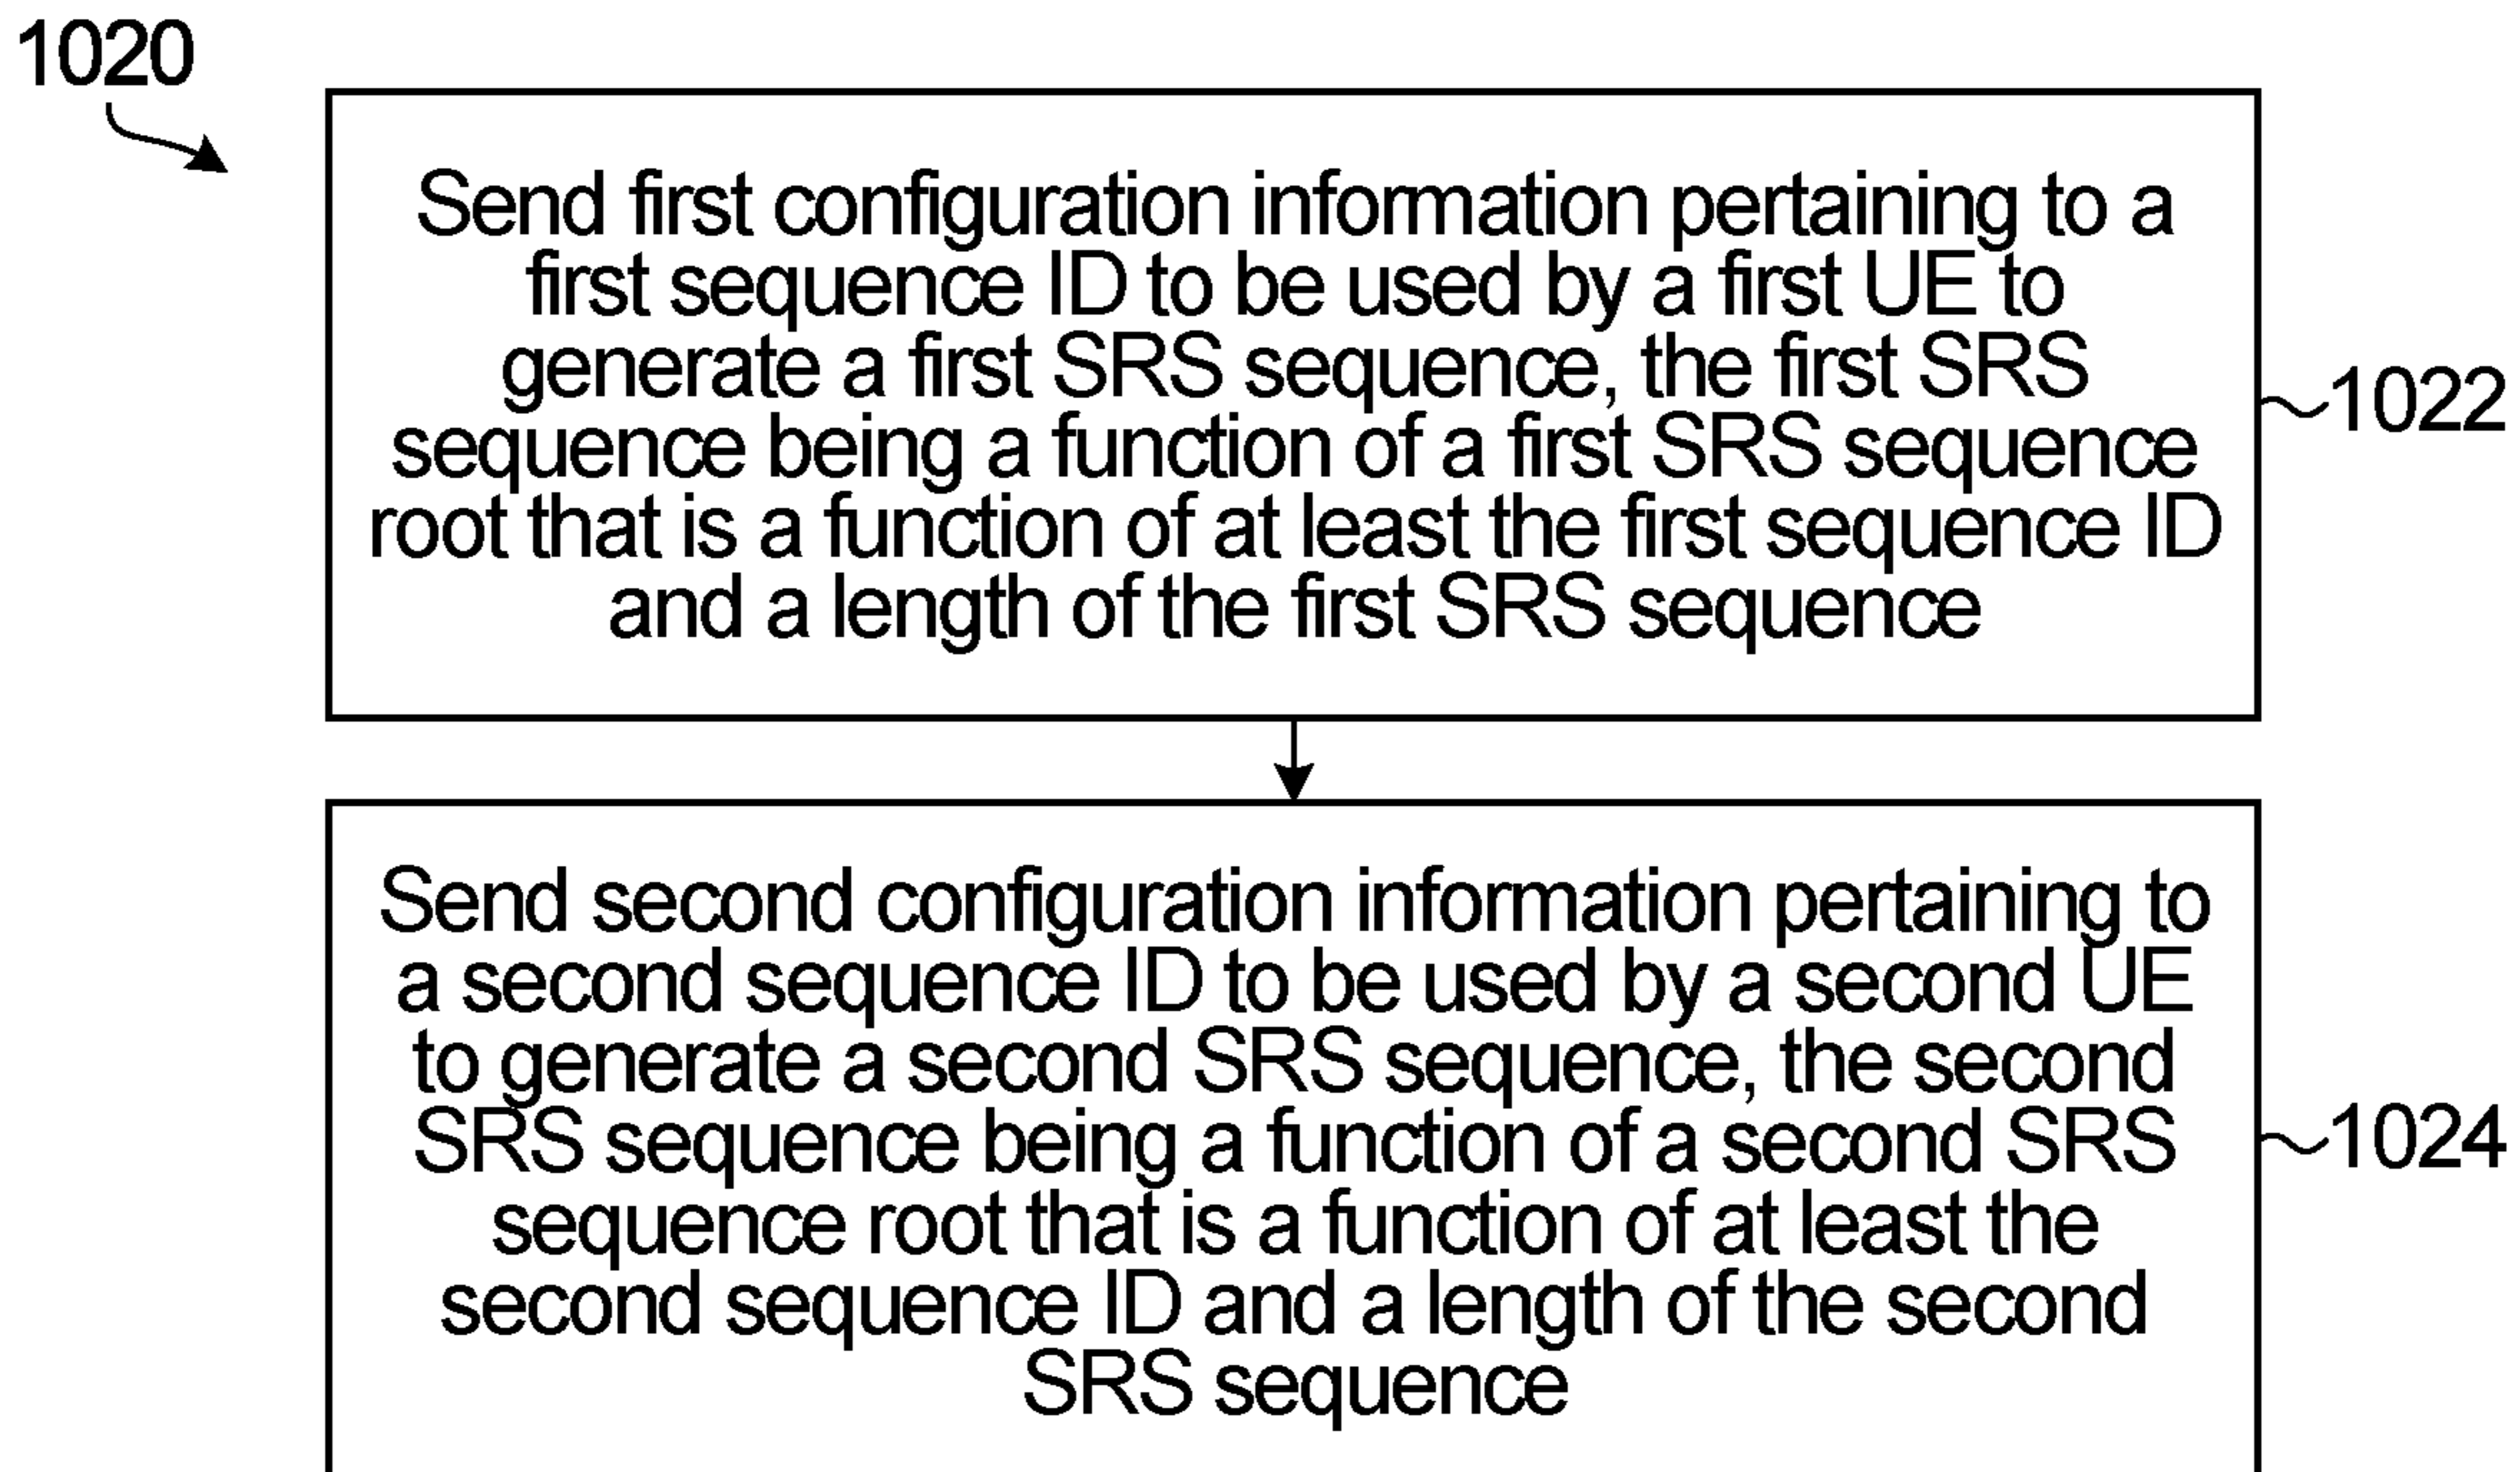 1020
Send first configuration information pertaining to a
first sequence ID to be used by a first UE to
generate a first SRS sequence, the first SRS
sequence being a function of a first SRS sequence
root that is a function of at least the first sequence ID
and a length of the first SRS sequence
1022
Send second configuration information pertaining to
a second sequence ID to be used by a second UE
to generate a second SRS sequence, the second
SRS sequence being a function of a second SRS
sequence root that is a function of at least the
second sequence ID and a length of the second
SRS sequence
1024